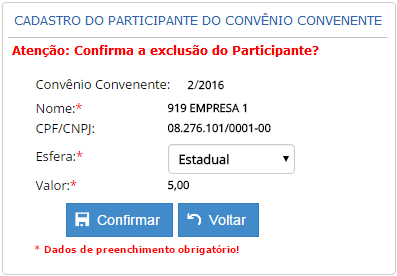 CADASTRO DO PARTICIPANTE DO CONVÊNIO CONVENENTE
Atenção: Confirma a exclusão do Participante?
Convênio Convenente: 2/2016
Nome:* 919 EMPRESA 1
CPF/CNPJ: 08.276.101/0001-00
Esfera:* Estadual
Valor:* 5,00
Confirmar Voltar
* Dados de preenchimento obrigatório!